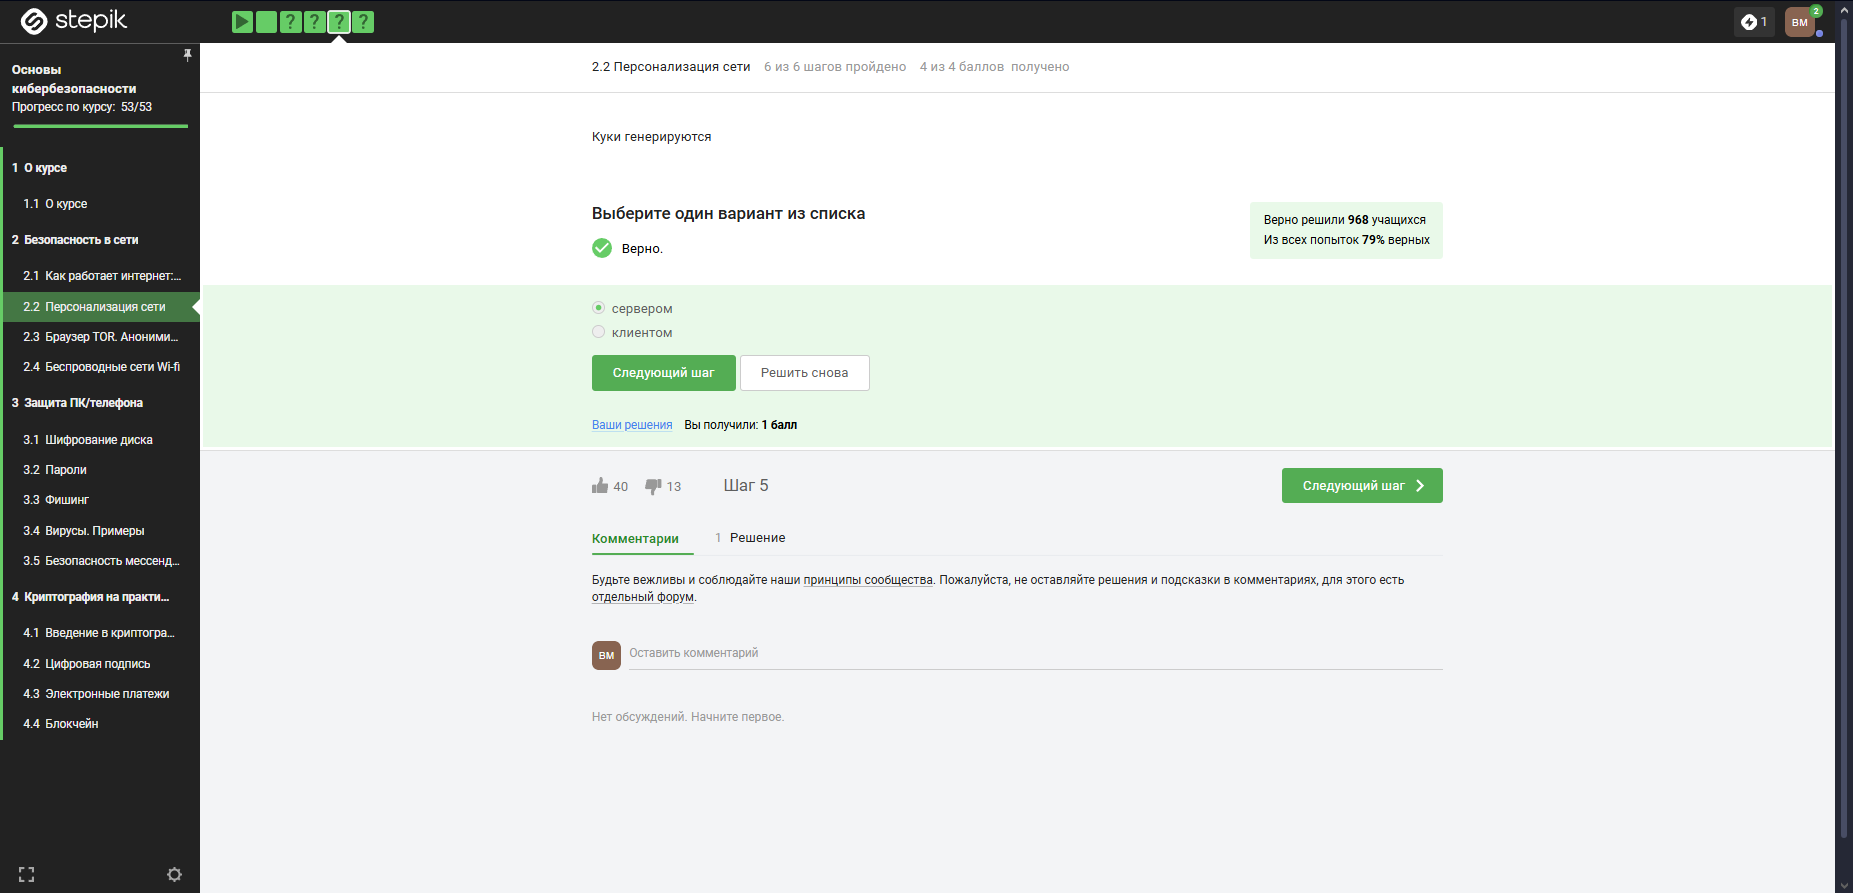 stepik
? ? ? ?
1
ВМ
2
Основы
кибербезопасности
Прогресс по курсу: 53/53
1 О курсе
1.1 О курсе
2 Безопасность в сети
2.1 Как работает интернет:...
2.2 Персонализация сети
2.3 Браузер TOR. Аноними...
2.4 Беспроводные сети Wi-fi
3 Защита ПК/телефона
3.1 Шифрование диска
3.2 Пароли
3.3 Фишинг
3.4 Вирусы. Примеры
3.5 Безопасность мессенд...
4 Криптография на практи...
4.1 Введение в криптогра...
4.2 Цифровая подпись
4.3 Электронные платежи
4.4 Блокчейн
2.2 Персонализация сети 6 из 6 шагов пройдено 4 из 4 баллов получено
Куки генерируются
Выберите один вариант из списка
Верно.
Верно решили 968 учащихся
Из всех попыток 79% верных
сервером
клиентом
Следующий шаг Решить снова
Ваши решения Вы получили: 1 балл
40 13 Шаг 5 Следующий шаг
Комментарии 1 Решение
Будьте вежливы и соблюдайте наши принципы сообщества. Пожалуйста, не оставляйте решения и подсказки в комментариях, для этого есть
отдельный форум.
ВМ Оставить комментарий
Нет обсуждений. Начните первое.